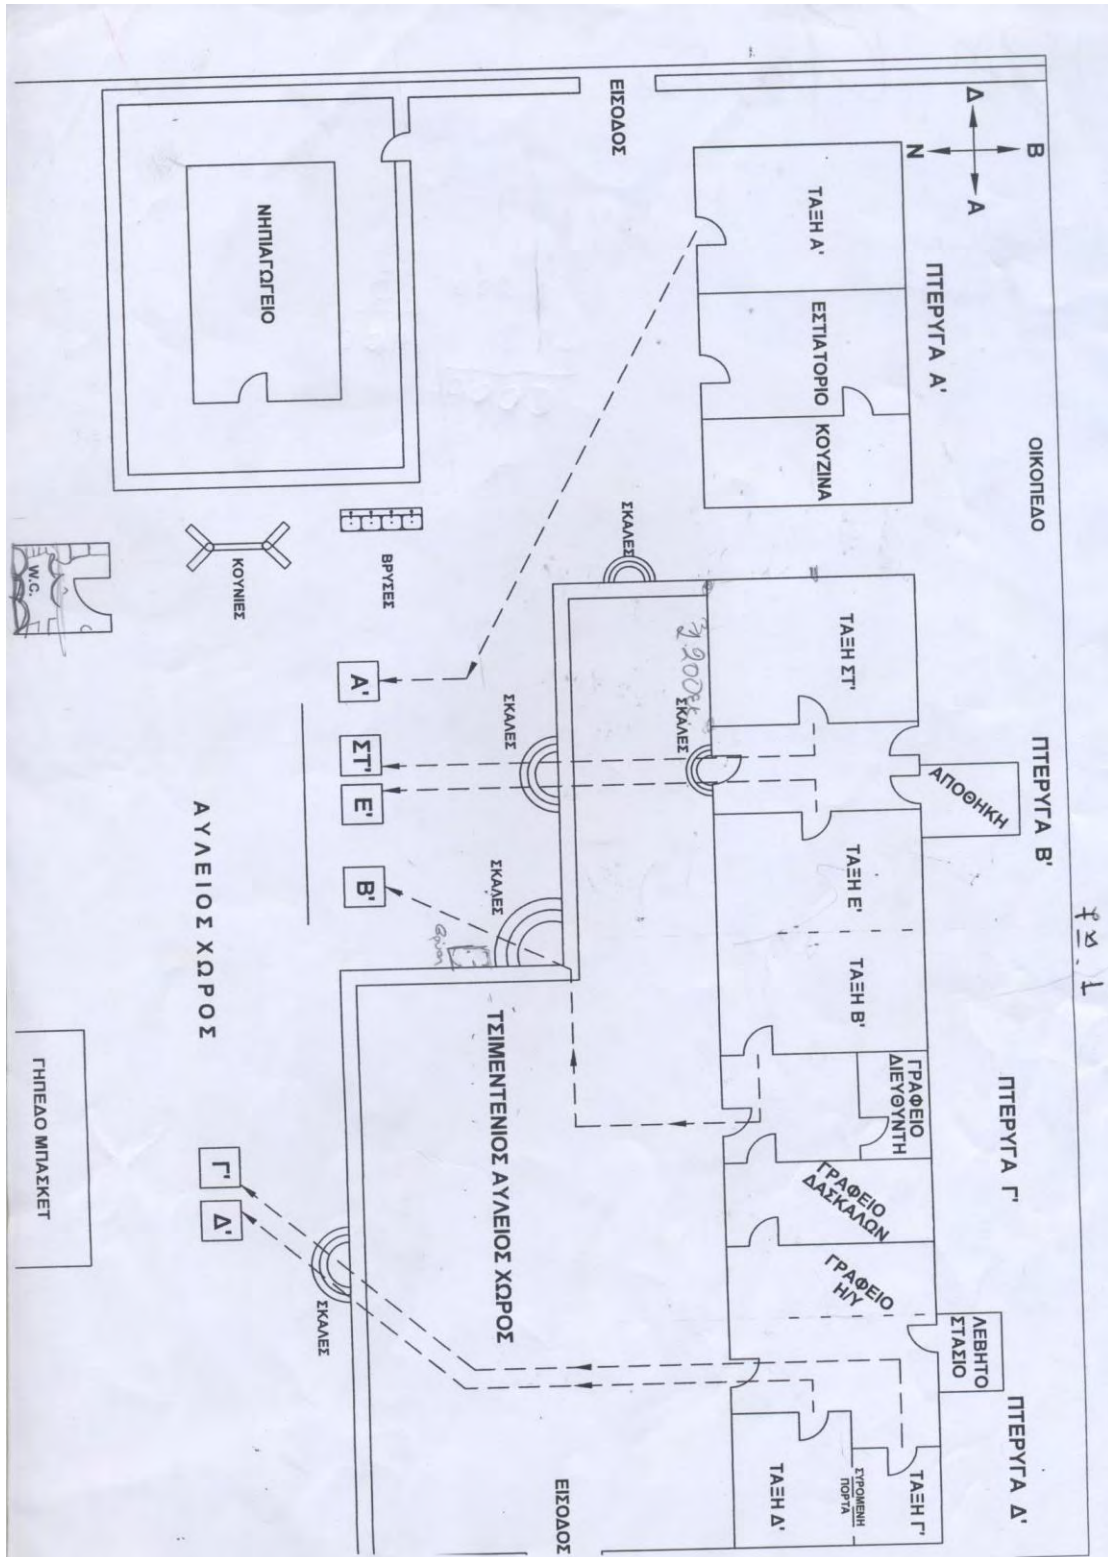 Β
Δ
Α
Ν
ΟΙΚΟΠΕΔΟ
ΠΤΕΡΥΓΑ Α'
ΠΤΕΡΥΓΑ Β'
ΠΤΕΡΥΓΑ Γ'
ΠΤΕΡΥΓΑ Δ'
ΤΑΞΗ Α'
ΕΣΤΙΑΤΟΡΙΟ
ΚΟΥΖΙΝΑ
ΤΑΞΗ ΣΤ'
ΑΠΟΘΗΚΗ
ΤΑΞΗ Ε'
ΤΑΞΗ Β'
ΓΡΑΦΕΙΟ
ΔΙΕΥΘΥΝΤΗ
ΓΡΑΦΕΙΟ
ΔΑΣΚΑΛΩΝ
ΓΡΑΦΕΙΟ
Η/Υ
ΛΕΒΗΤΟ
ΣΤΑΣΙΟ
ΤΑΞΗ Γ'
ΣΥΡΟΜΕΝΗ
ΠΟΡΤΑ
ΤΑΞΗ Δ'
ΕΙΣΟΔΟΣ
ΣΚΑΛΕΣ
ΣΚΑΛΕΣ
ΣΚΑΛΕΣ
ΣΚΑΛΕΣ
ΤΣΙΜΕΝΤΕΝΙΟΣ ΑΥΛΕΙΟΣ ΧΩΡΟΣ
ΕΙΣΟΔΟΣ
ΝΗΠΙΑΓΩΓΕΙΟ
ΒΡΥΣΕΣ
ΚΟΥΝΙΕΣ
W.C.
Α'
ΣΤ'
Ε'
Β'
Γ'
Δ'
ΣΚΑΛΕΣ
ΑΥΛΕΙΟΣ ΧΩΡΟΣ
ΓΗΠΕΔΟ ΜΠΑΣΚΕΤ